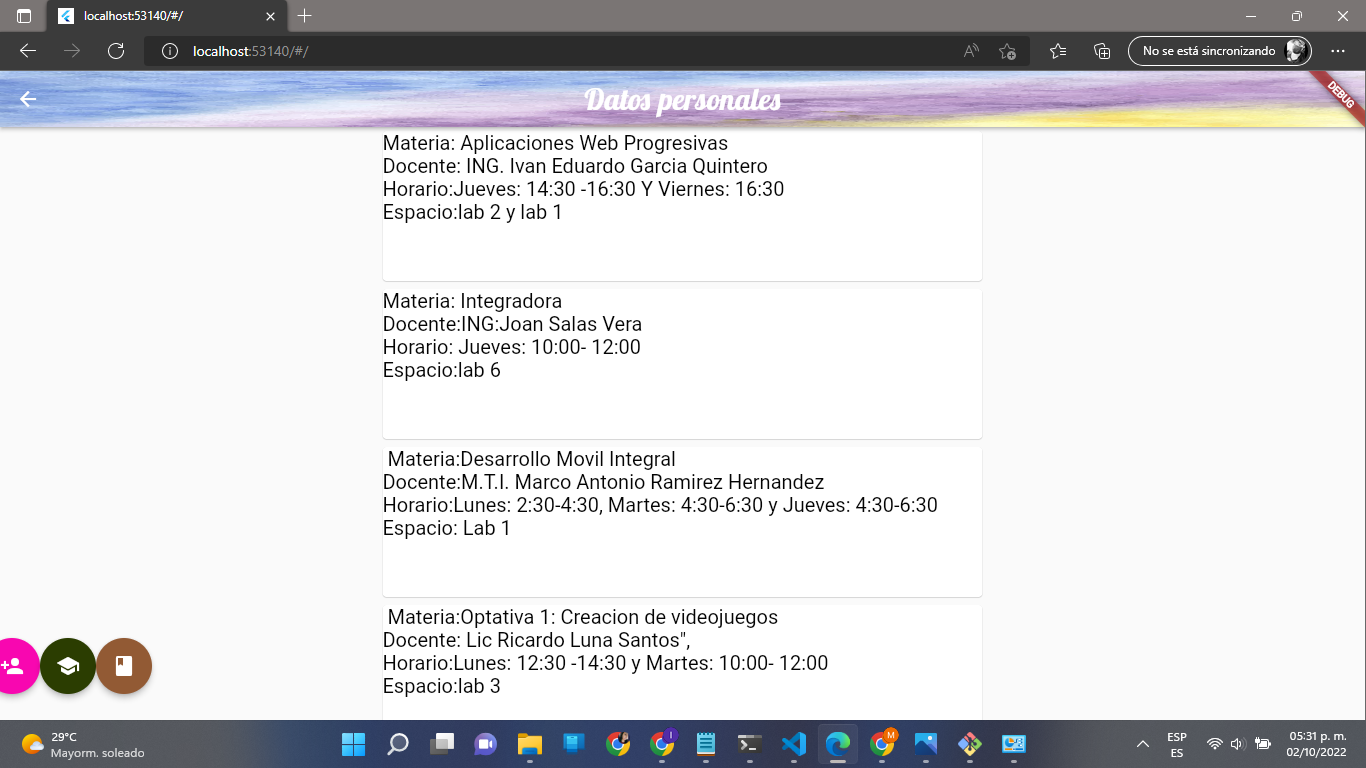 localhost:53140/#/
localhost:53140/#/
No se está sincronizando
Datos personales
DEBUG
Materia: Aplicaciones Web Progresivas
Docente: ING. Ivan Eduardo Garcia Quintero
Horario:Jueves: 14:30 -16:30 Y Viernes: 16:30
Espacio:lab 2 y lab 1
Materia: Integradora
Docente:ING:Joan Salas Vera
Horario: Jueves: 10:00- 12:00
Espacio:lab 6
Materia:Desarrollo Movil Integral
Docente:M.T.I. Marco Antonio Ramirez Hernandez
Horario:Lunes: 2:30-4:30, Martes: 4:30-6:30 y Jueves: 4:30-6:30
Espacio: Lab 1
Materia:Optativa 1: Creacion de videojuegos
Docente: Lic Ricardo Luna Santos",
Horario:Lunes: 12:30 -14:30 y Martes: 10:00- 12:00
Espacio:lab 3
29°C
Mayorm. soleado
I
M
ESP
ES
05:31 p. m.
02/10/2022